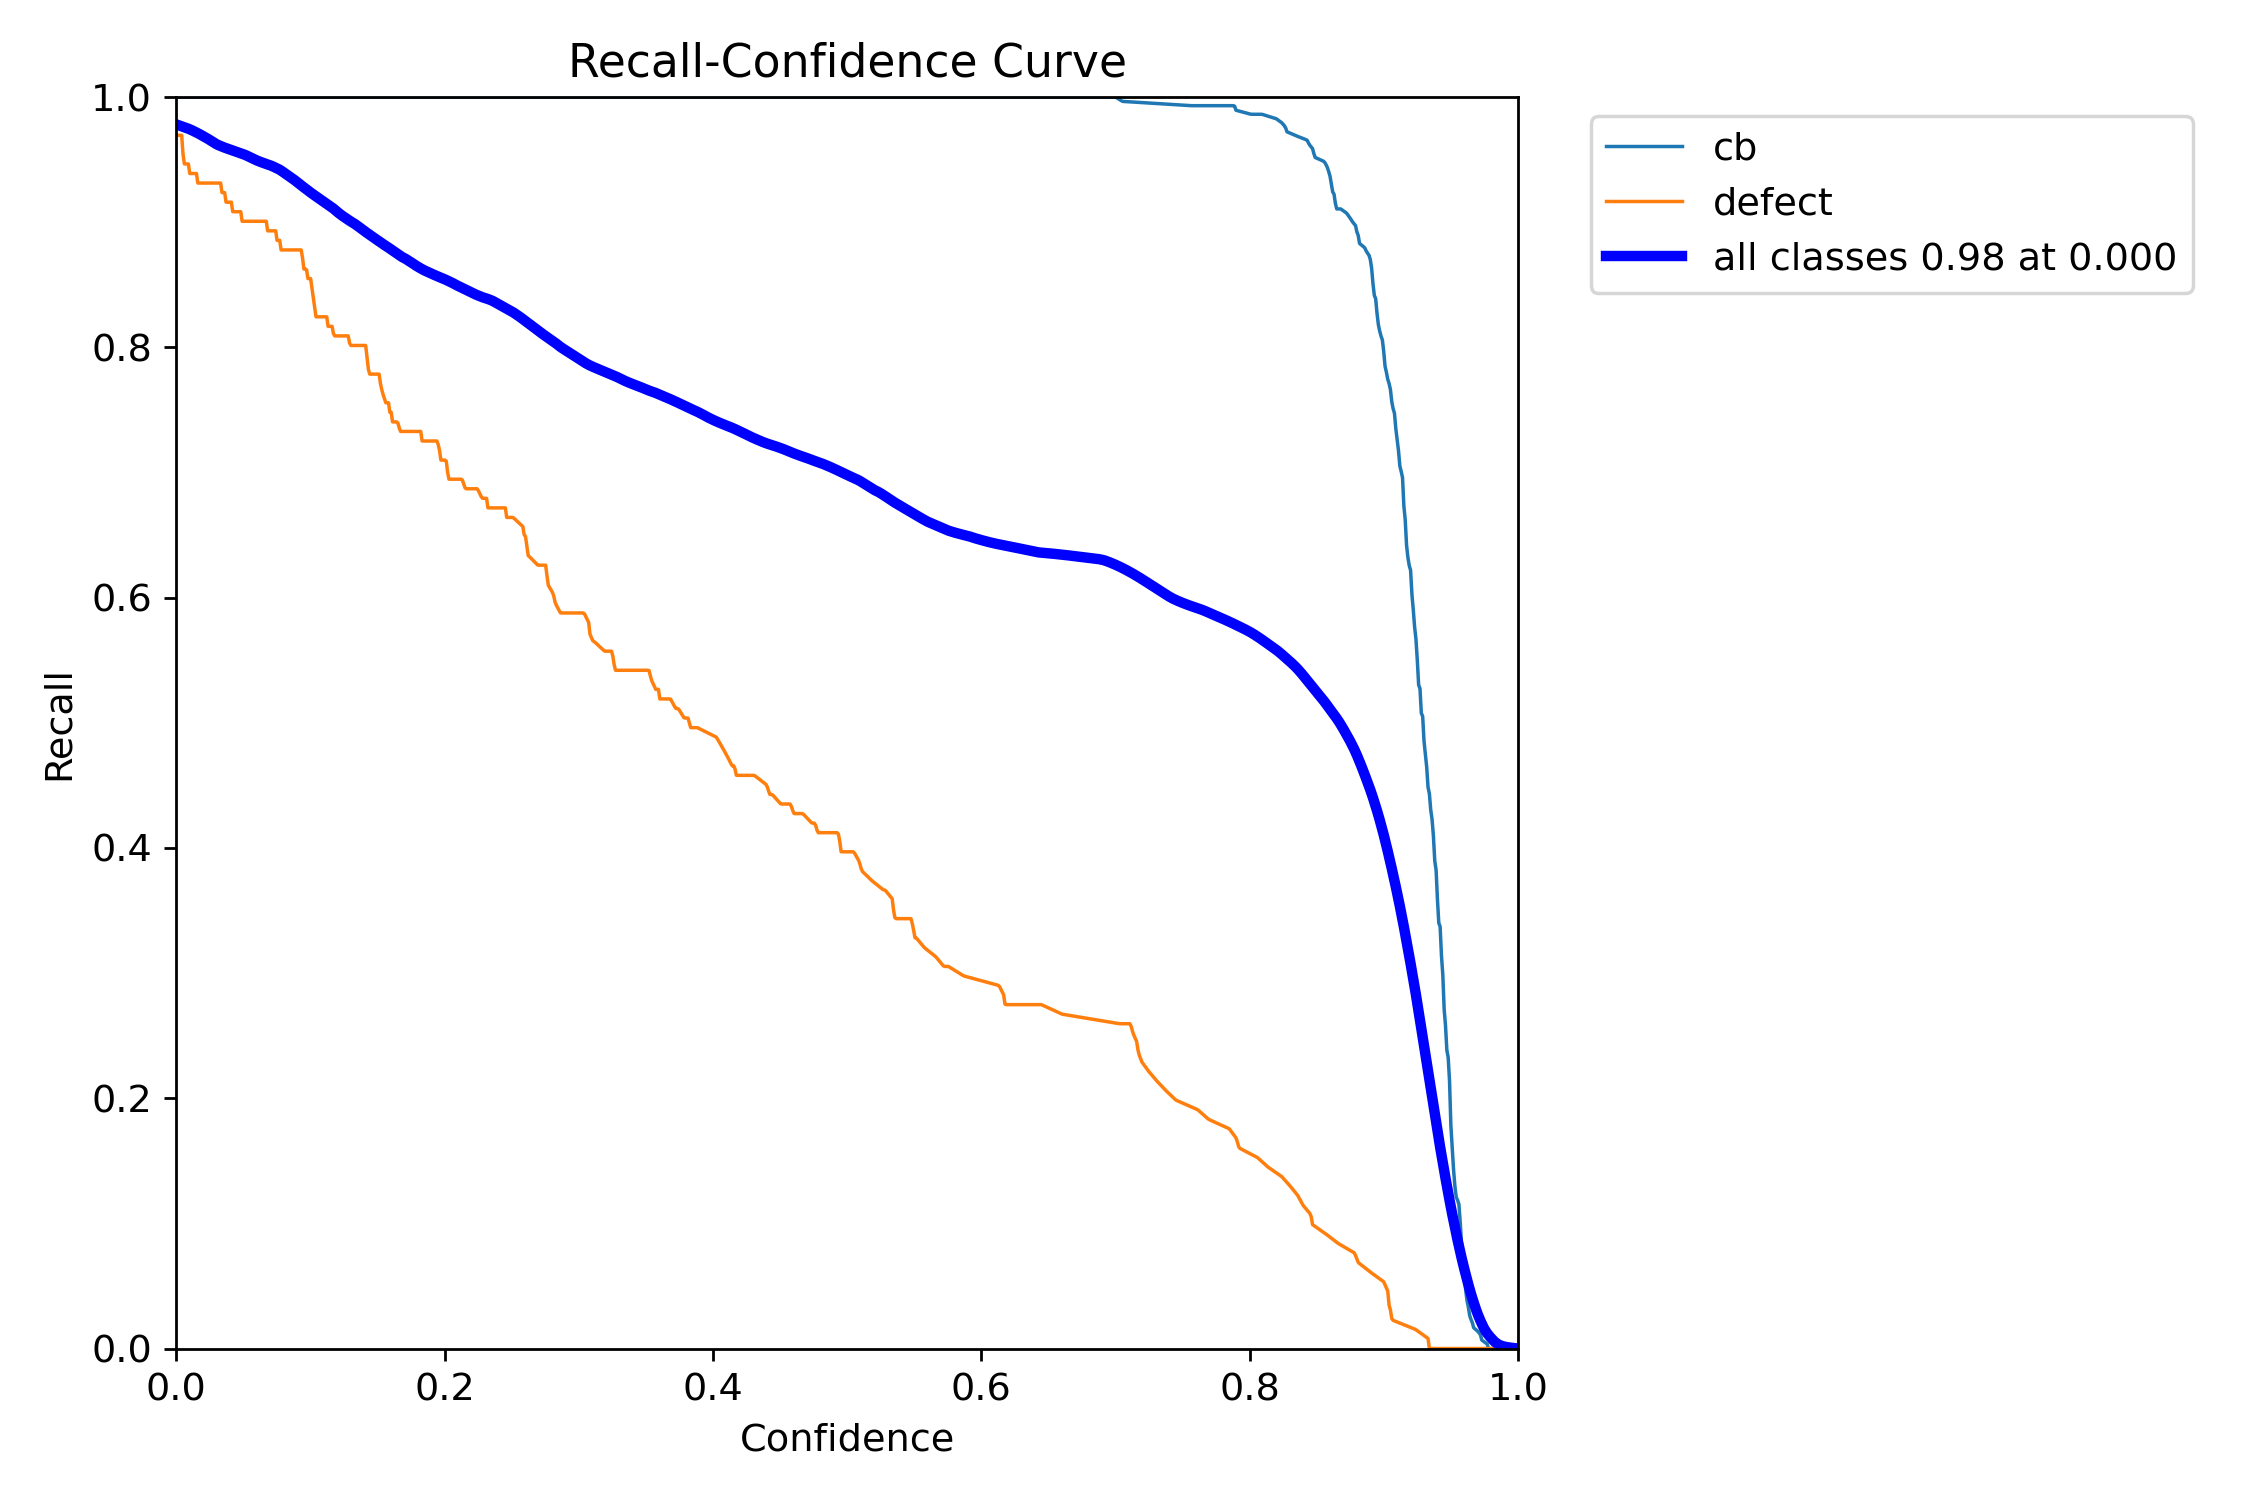 Recall-Confidence Curve
1.0
0.8
0.6
0.4
0.2
0.0
Recall
0.0 0.2 0.4 0.6 0.8 1.0
Confidence
cb
defect
all classes 0.98 at 0.000